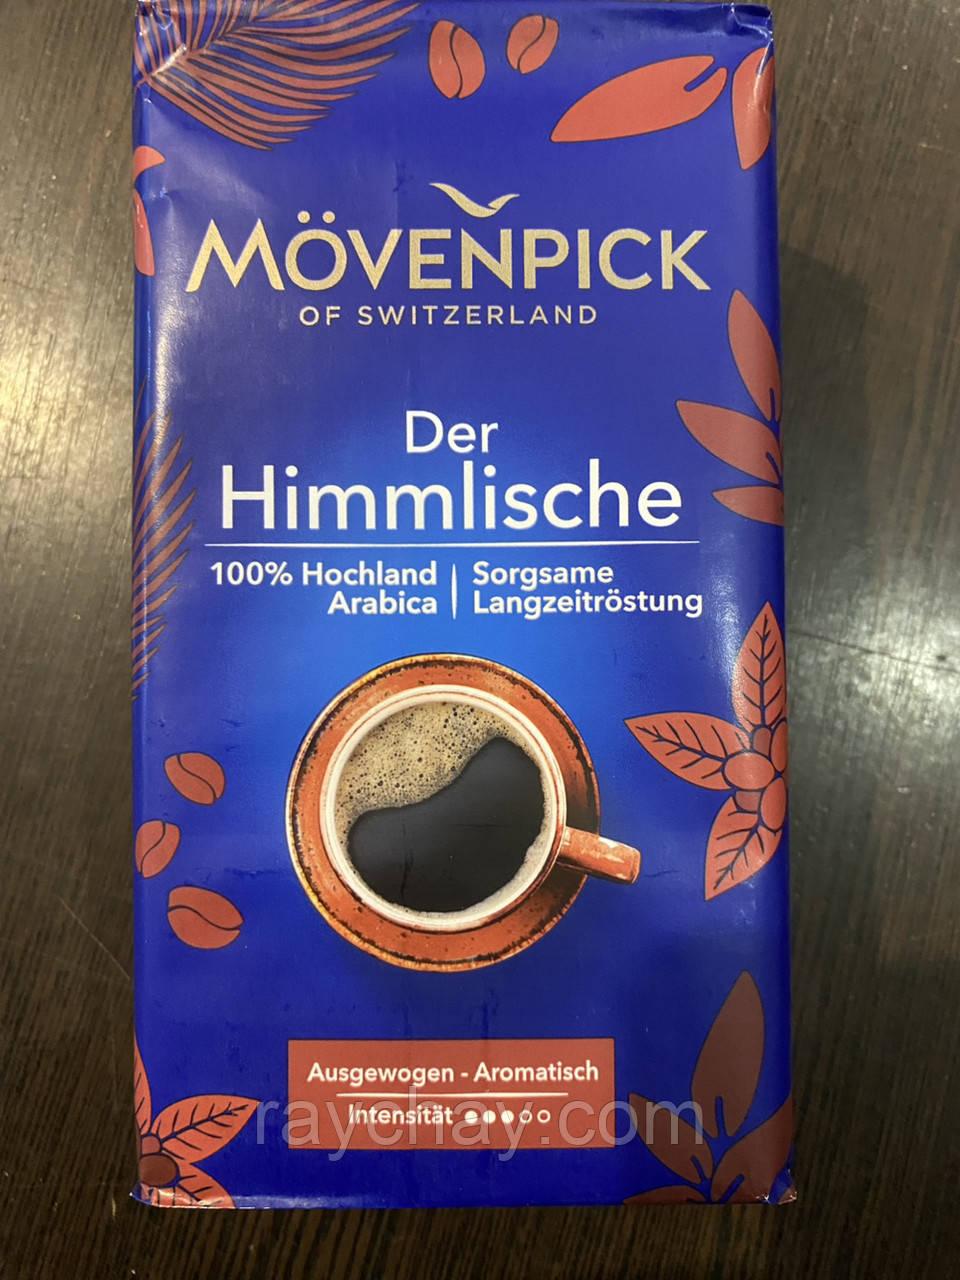 MÖVENPICK
OF SWITZERLAND
Der
Himmlische
100% Hochland
Arabica
Sorgsame
Langzeitröstung
Ausgewogen - Aromatisch
Intensität
raychay.com